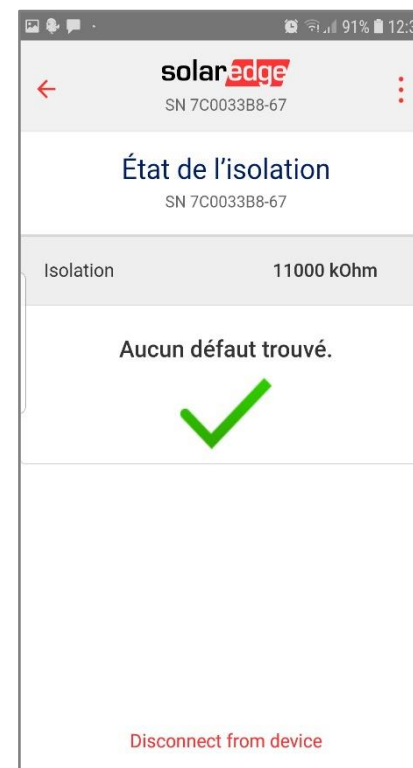 91% 12:3
solaredge
SN 7C0033B8-67
État de l’isolation
SN 7C0033B8-67
Isolation 11000 kOhm
Aucun défaut trouvé.
Disconnect from device